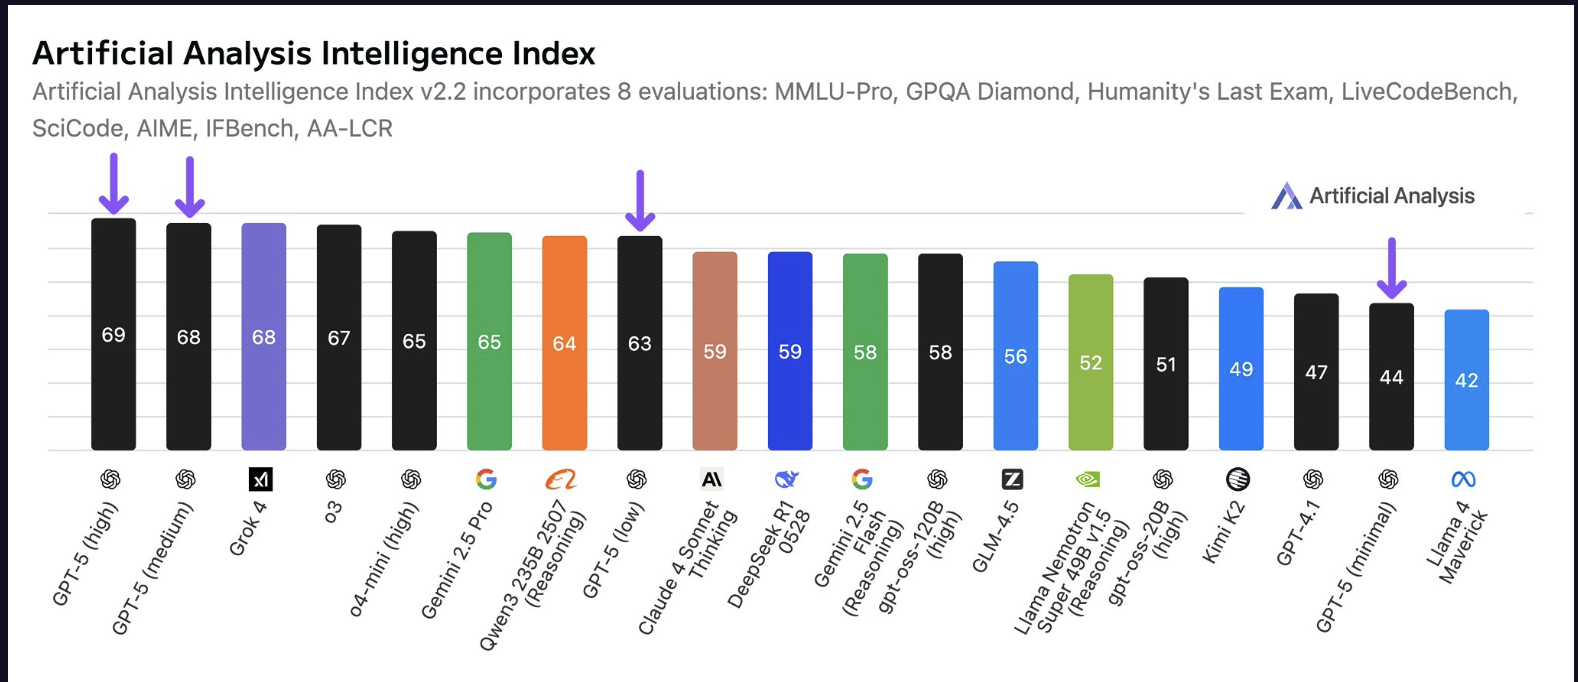 Artificial Analysis Intelligence Index
Artificial Analysis Intelligence Index v2.2 incorporates 8 evaluations: MMLU-Pro, GPQA Diamond, Humanity's Last Exam, LiveCodeBench,
SciCode, AIME, IFBench, AA-LCR
Artificial Analysis
69
68
68
67
65
65
64
63
59
59
58
58
56
52
51
49
47
44
42
GPT-5 (high)
GPT-5 (medium)
Grok 4
o3
o4-mini (high)
Gemini 2.5 Pro
Qwen3 235B 2507
(Reasoning)
GPT-5 (low)
Claude 4 Sonnet
Thinking
DeepSeek R1
0528
Gemini 2.5
Flash
(Reasoning)
gpt-oss-120B
(high)
GLM-4.5
Llama Nemotron
Super 49B v1.5
(Reasoning)
gpt-oss-20B
(high)
Kimi K2
GPT-4.1
GPT-5 (minimal)
Llama 4
Maverick